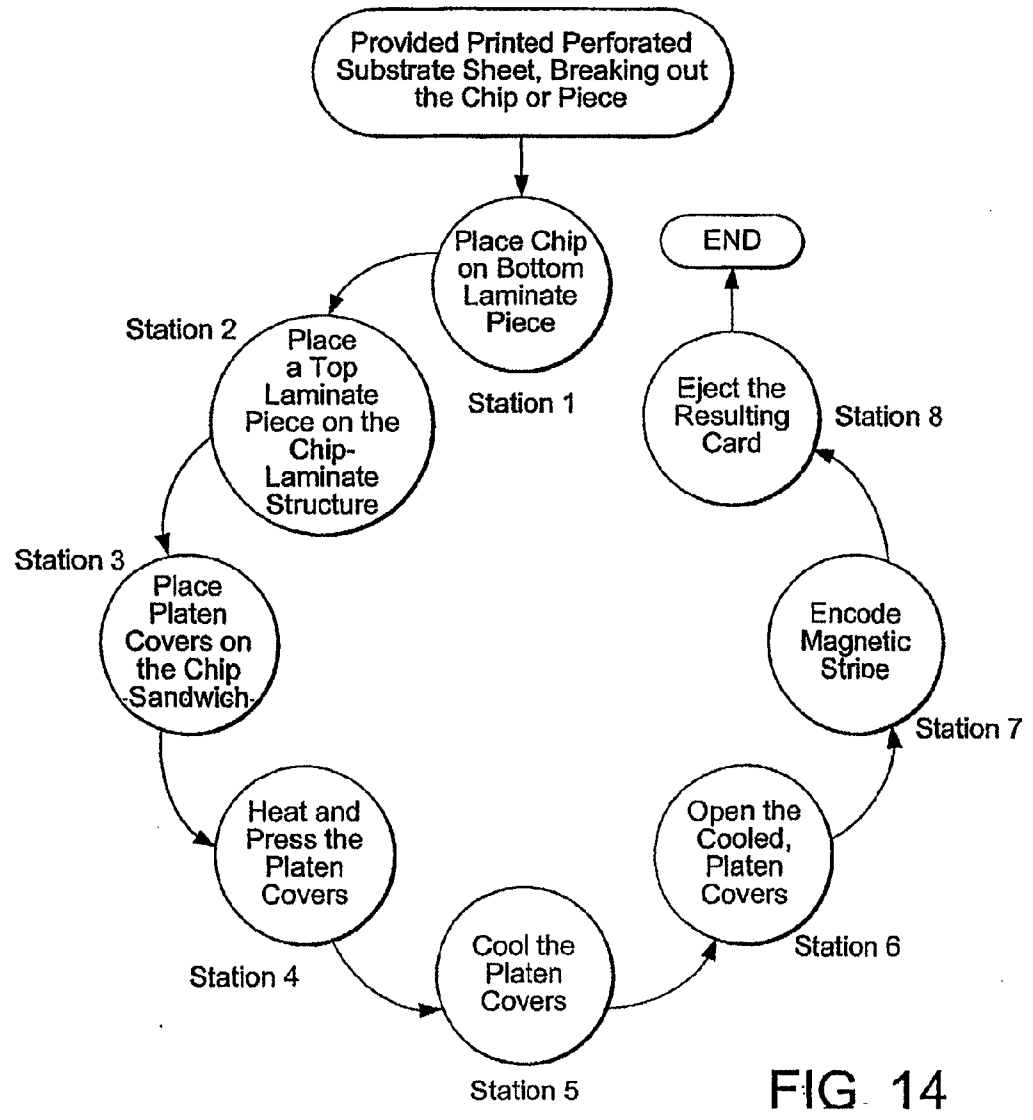 Provided Printed Perforated
Substrate Sheet, Breaking out
the Chip or Piece
Place Chip
on Bottom
Laminate
Piece
Station 1
Station 2
Place
a Top
Laminate
Piece on the
Chip-
Laminate
Structure
Station 3
Place
Platen
Covers on
the Chip
-Sandwich-
Heat and
Press the
Platen
Covers
Station 4
Cool the
Platen
Covers
Station 5
Open the
Cooled,
Platen
Covers
Station 6
Encode
Magnetic
Stripe
Station 7
Eject the
Resulting
Card
Station 8
END
FIG. 14